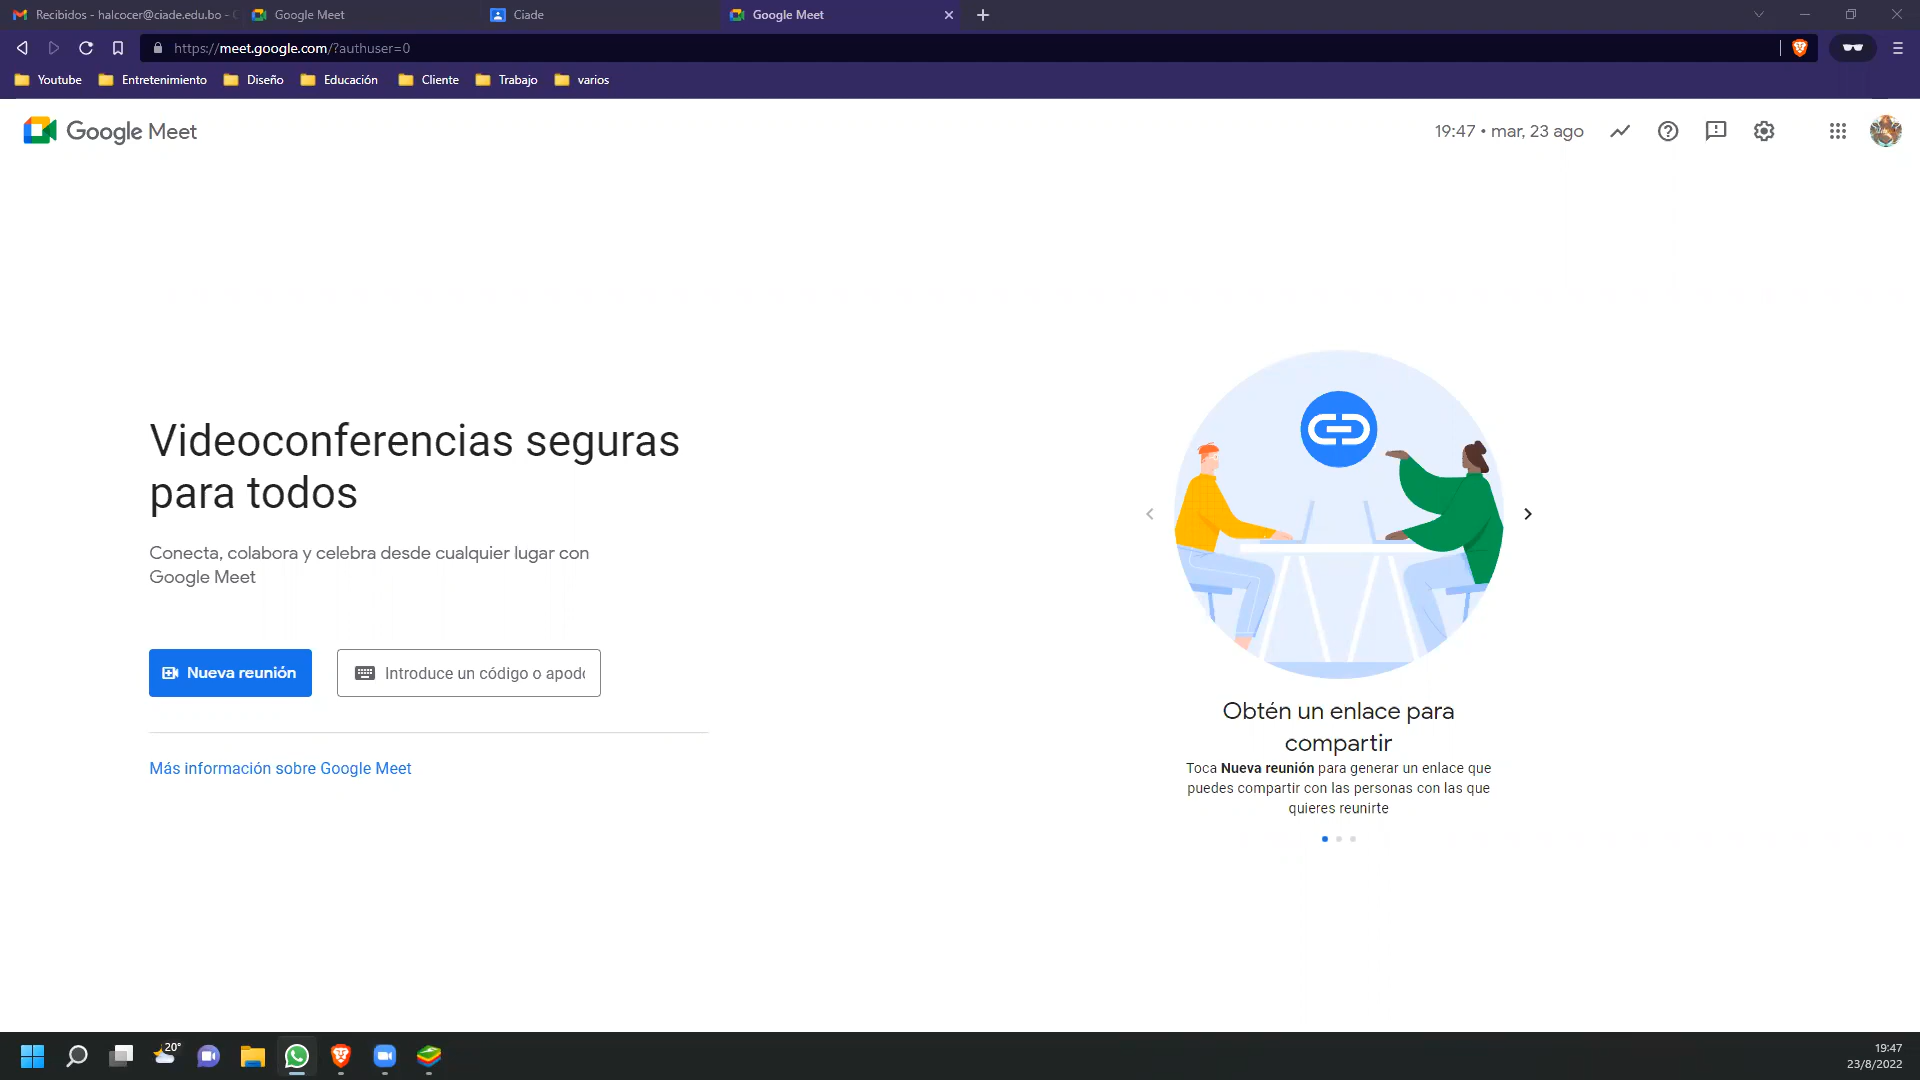 Recibidos - halcocer@ciade.edu.bo -
Google Meet
Ciade
Google Meet
https://meet.google.com/?authuser=0
Youtube
Entretenimiento
Diseño
Educación
Cliente
Trabajo
varios
Google Meet
19:47 • mar, 23 ago
Videoconferencias seguras
para todos
Conecta, colabora y celebra desde cualquier lugar con
Google Meet
Nueva reunión
Introduce un código o apodo
Más información sobre Google Meet
Obtén un enlace para
compartir
Toca Nueva reunión para generar un enlace que
puedes compartir con las personas con las que
quieres reunirte
20°
19:47
23/8/2022